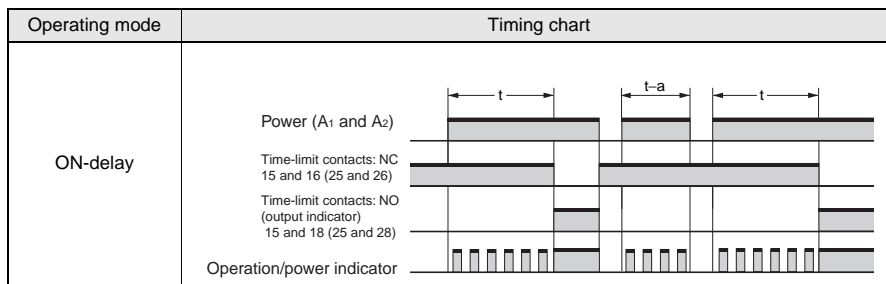 Operating mode
Timing chart
ON-delay
t
t–a
t
Power (A1 and A2)
Time-limit contacts: NC
15 and 16 (25 and 26)
Time-limit contacts: NO
(output indicator)
15 and 18 (25 and 28)
Operation/power indicator